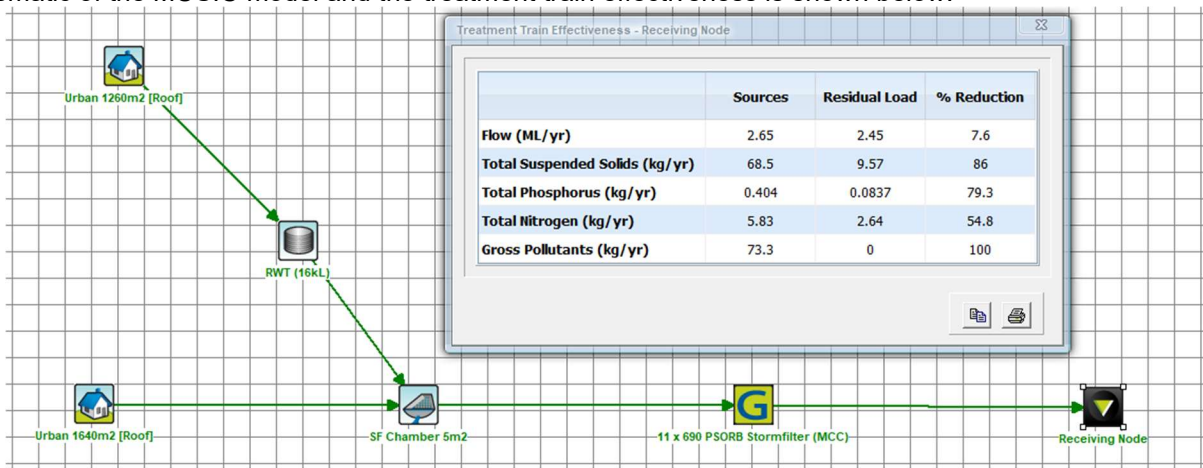 Treatment Train Effectiveness - Receiving Node
Sources Residual Load % Reduction
Flow (ML/yr) 2.65 2.45 7.6
Total Suspended Solids (kg/yr) 68.5 9.57 86
Total Phosphorus (kg/yr) 0.404 0.0837 79.3
Total Nitrogen (kg/yr) 5.83 2.64 54.8
Gross Pollutants (kg/yr) 73.3 0 100
Urban 1260m2 [Roof]
RWT (16kL)
Urban 1640m2 [Roof]
SF Chamber 5m2
G
11 x 690 PSORB Stormfilter (MCC)
Receiving Node